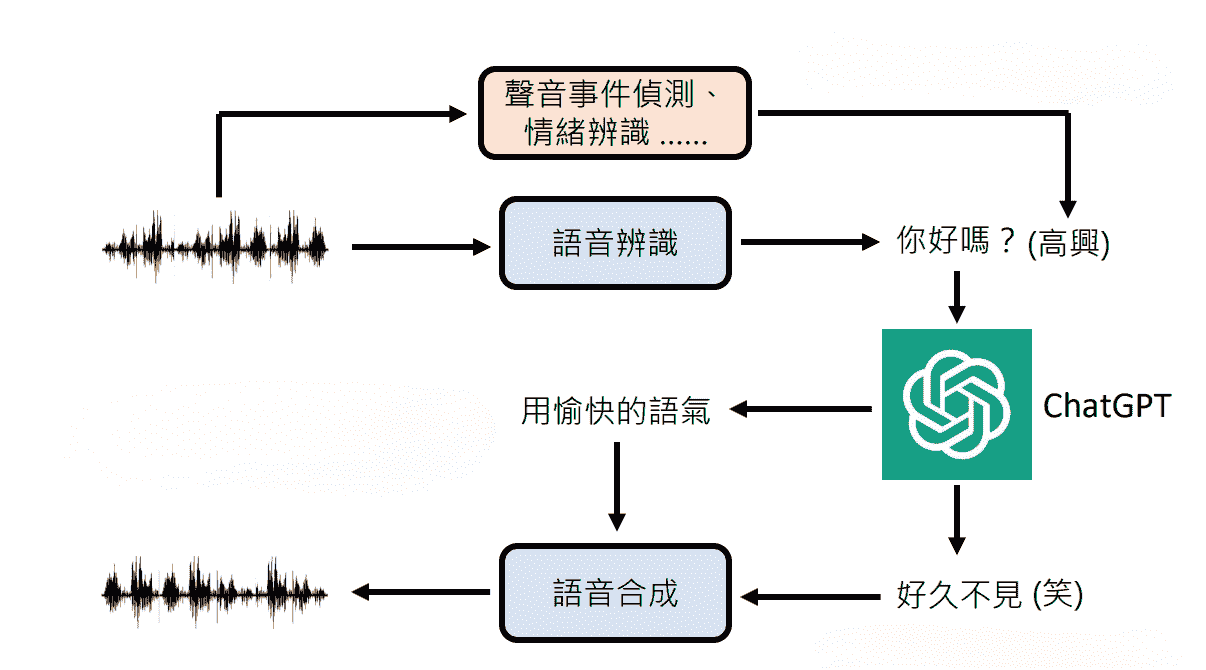 聲音事件偵測、
情緒辨識 ......
語音辨識
你好嗎？(高興)
ChatGPT
用愉快的語氣
語音合成
好久不見 (笑)